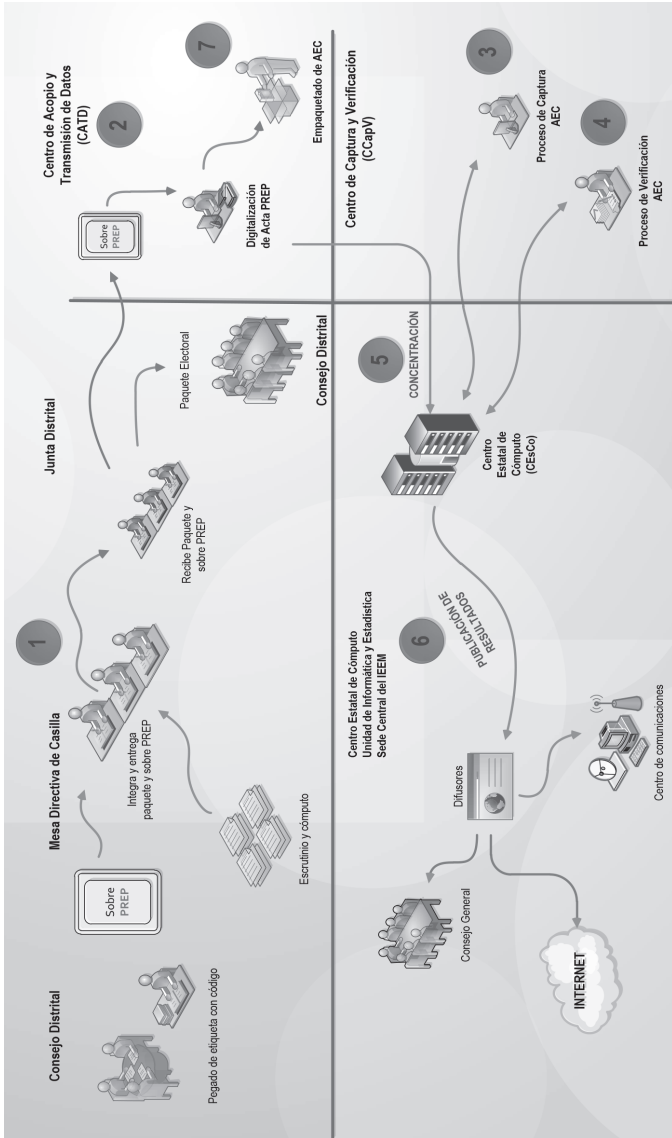 Consejo Distrital
Pegado de etiqueta con código
Sobre
PREP
Mesa Directiva de Casilla
1
Integra y entrega
paquete y sobre PREP
Escrutinio y cómputo
Junta Distrital
Recibe Paquete y
sobre PREP
Paquete Electoral
Consejo Distrital
Centro de Acopio y
Transmisión de Datos
(CATD)
2
Sobre
PREP
Digitalización
de Acta PREP
7
Empaquetado de AEC
Centro Estatal de Cómputo
Unidad de Informática y Estadística
Sede Central del IEEM
6
PUBLICACIÓN DE
RESULTADOS
Difusores
Consejo General
INTERNET
Centro de comunicaciones
5
CONCENTRACIÓN
Centro
Estatal de
Cómputo
(CEsCo)
Centro de Captura y Verificación
(CCapV)
3
Proceso de Captura
AEC
4
Proceso de Verificación
AEC